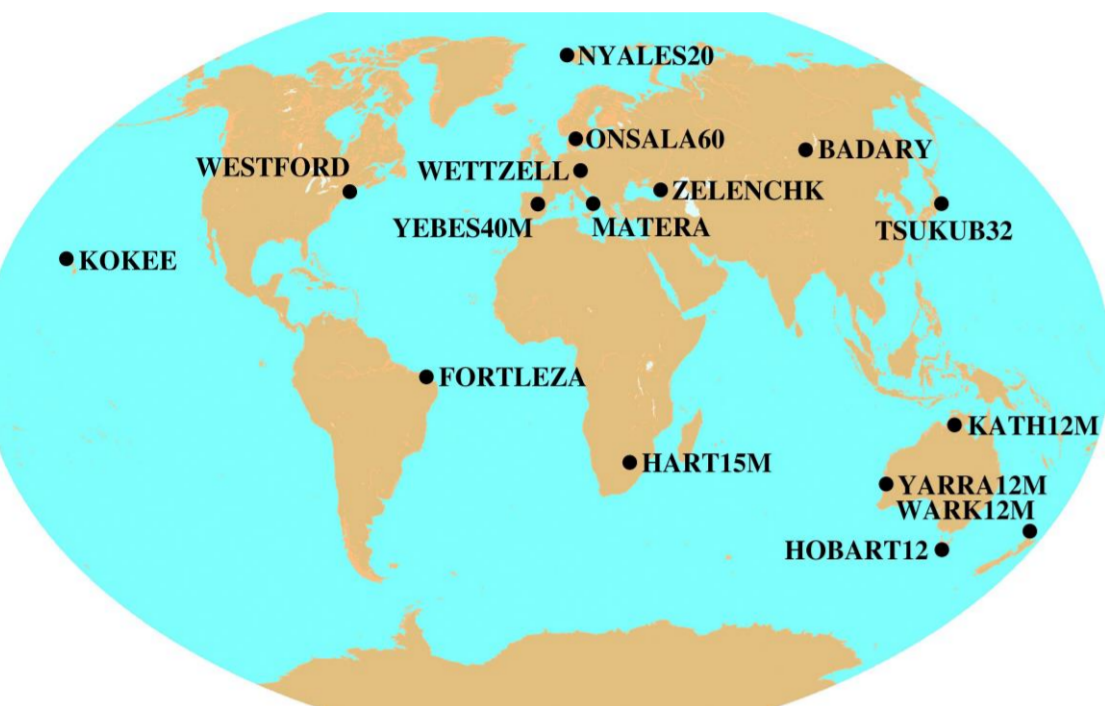 NYALES20
ONSALA60
BADARY
WESTFORD
WETTZELL
ZELENCHK
YEBES40M
MATERA
TSUKUB32
KOKEE
FORTLEZA
KATH12M
HART15M
YARRA12M
WARK12M
HOBART12